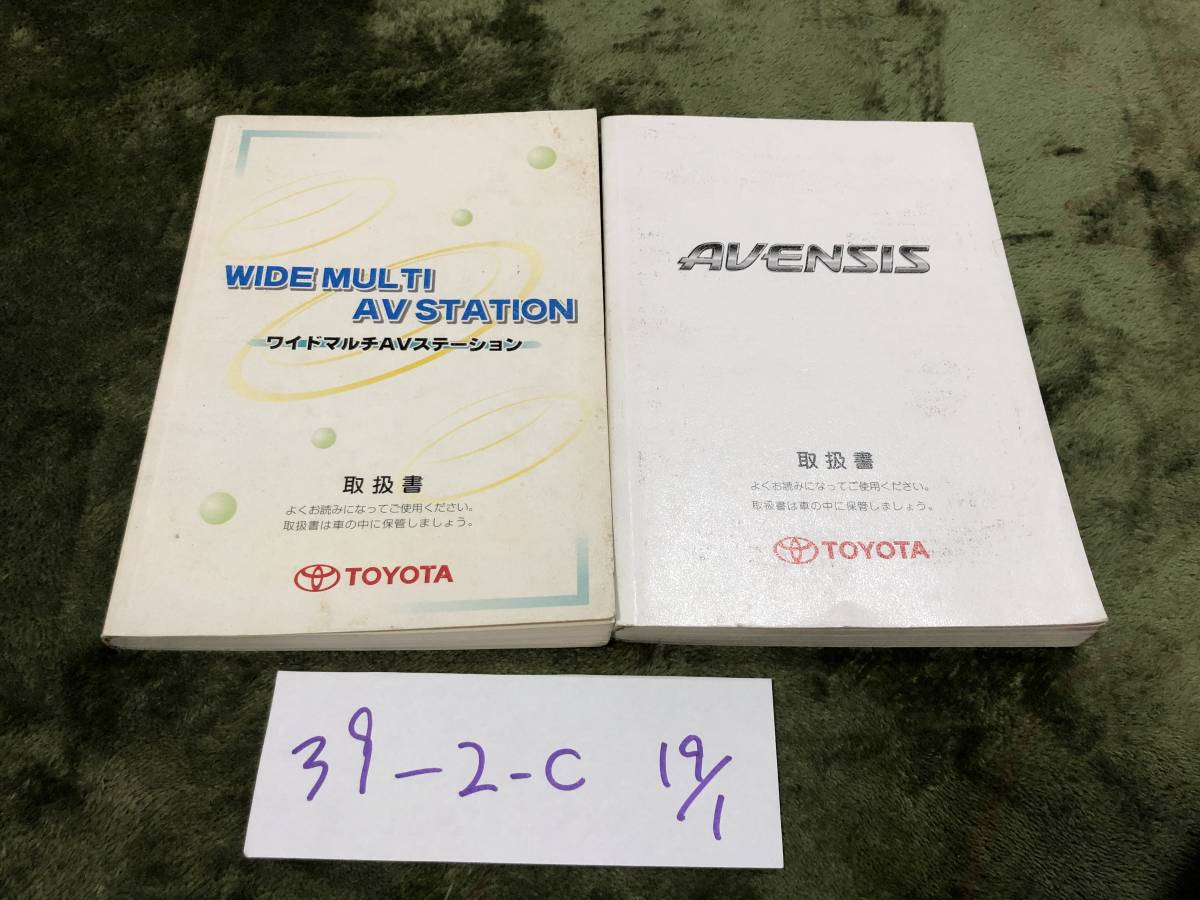 WIDE MULTI
AV STATION
ワイドマルチAVステーション
取扱書
よくお読みになってご使用ください。
取扱書は車の中に保管しましょう。
TOYOTA
AVENSIS
取扱書
よくお読みになってご使用ください。
取扱書は車の中に保管しましょう。
TOYOTA
39-2-C 19/1